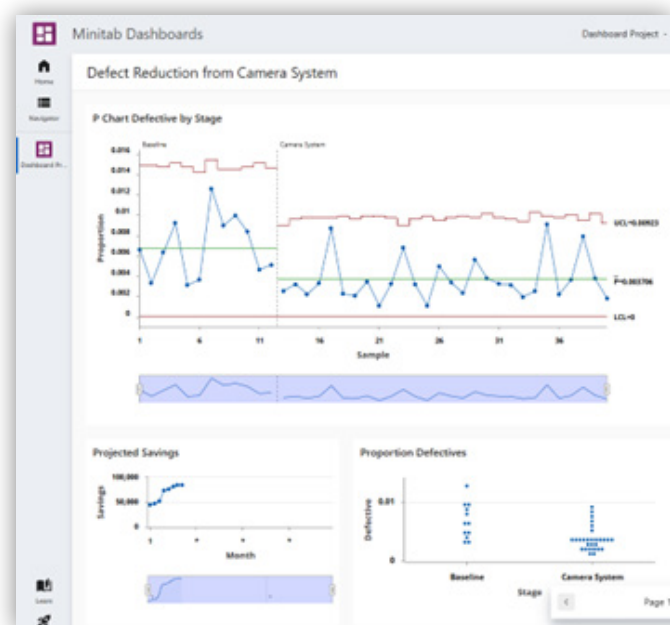 Minitab Dashboards
Dashboard Project
Home
Navigator
Dashboard Pr...
Defect Reduction from Camera System
P Chart Defective by Stage
Baseline
Camera System
0.016
0.014
0.012
0.01
0.008
0.006
0.004
0.002
0
Proportion
UCL=0.00923
P̅=0.003706
LCL=0
1
6
11
16
21
26
31
36
Sample
Projected Savings
100,000
50,000
0
Savings
Month
Proportion Defectives
0.01
0
Defective
Baseline
Camera System
Stage
Learn
Page 1